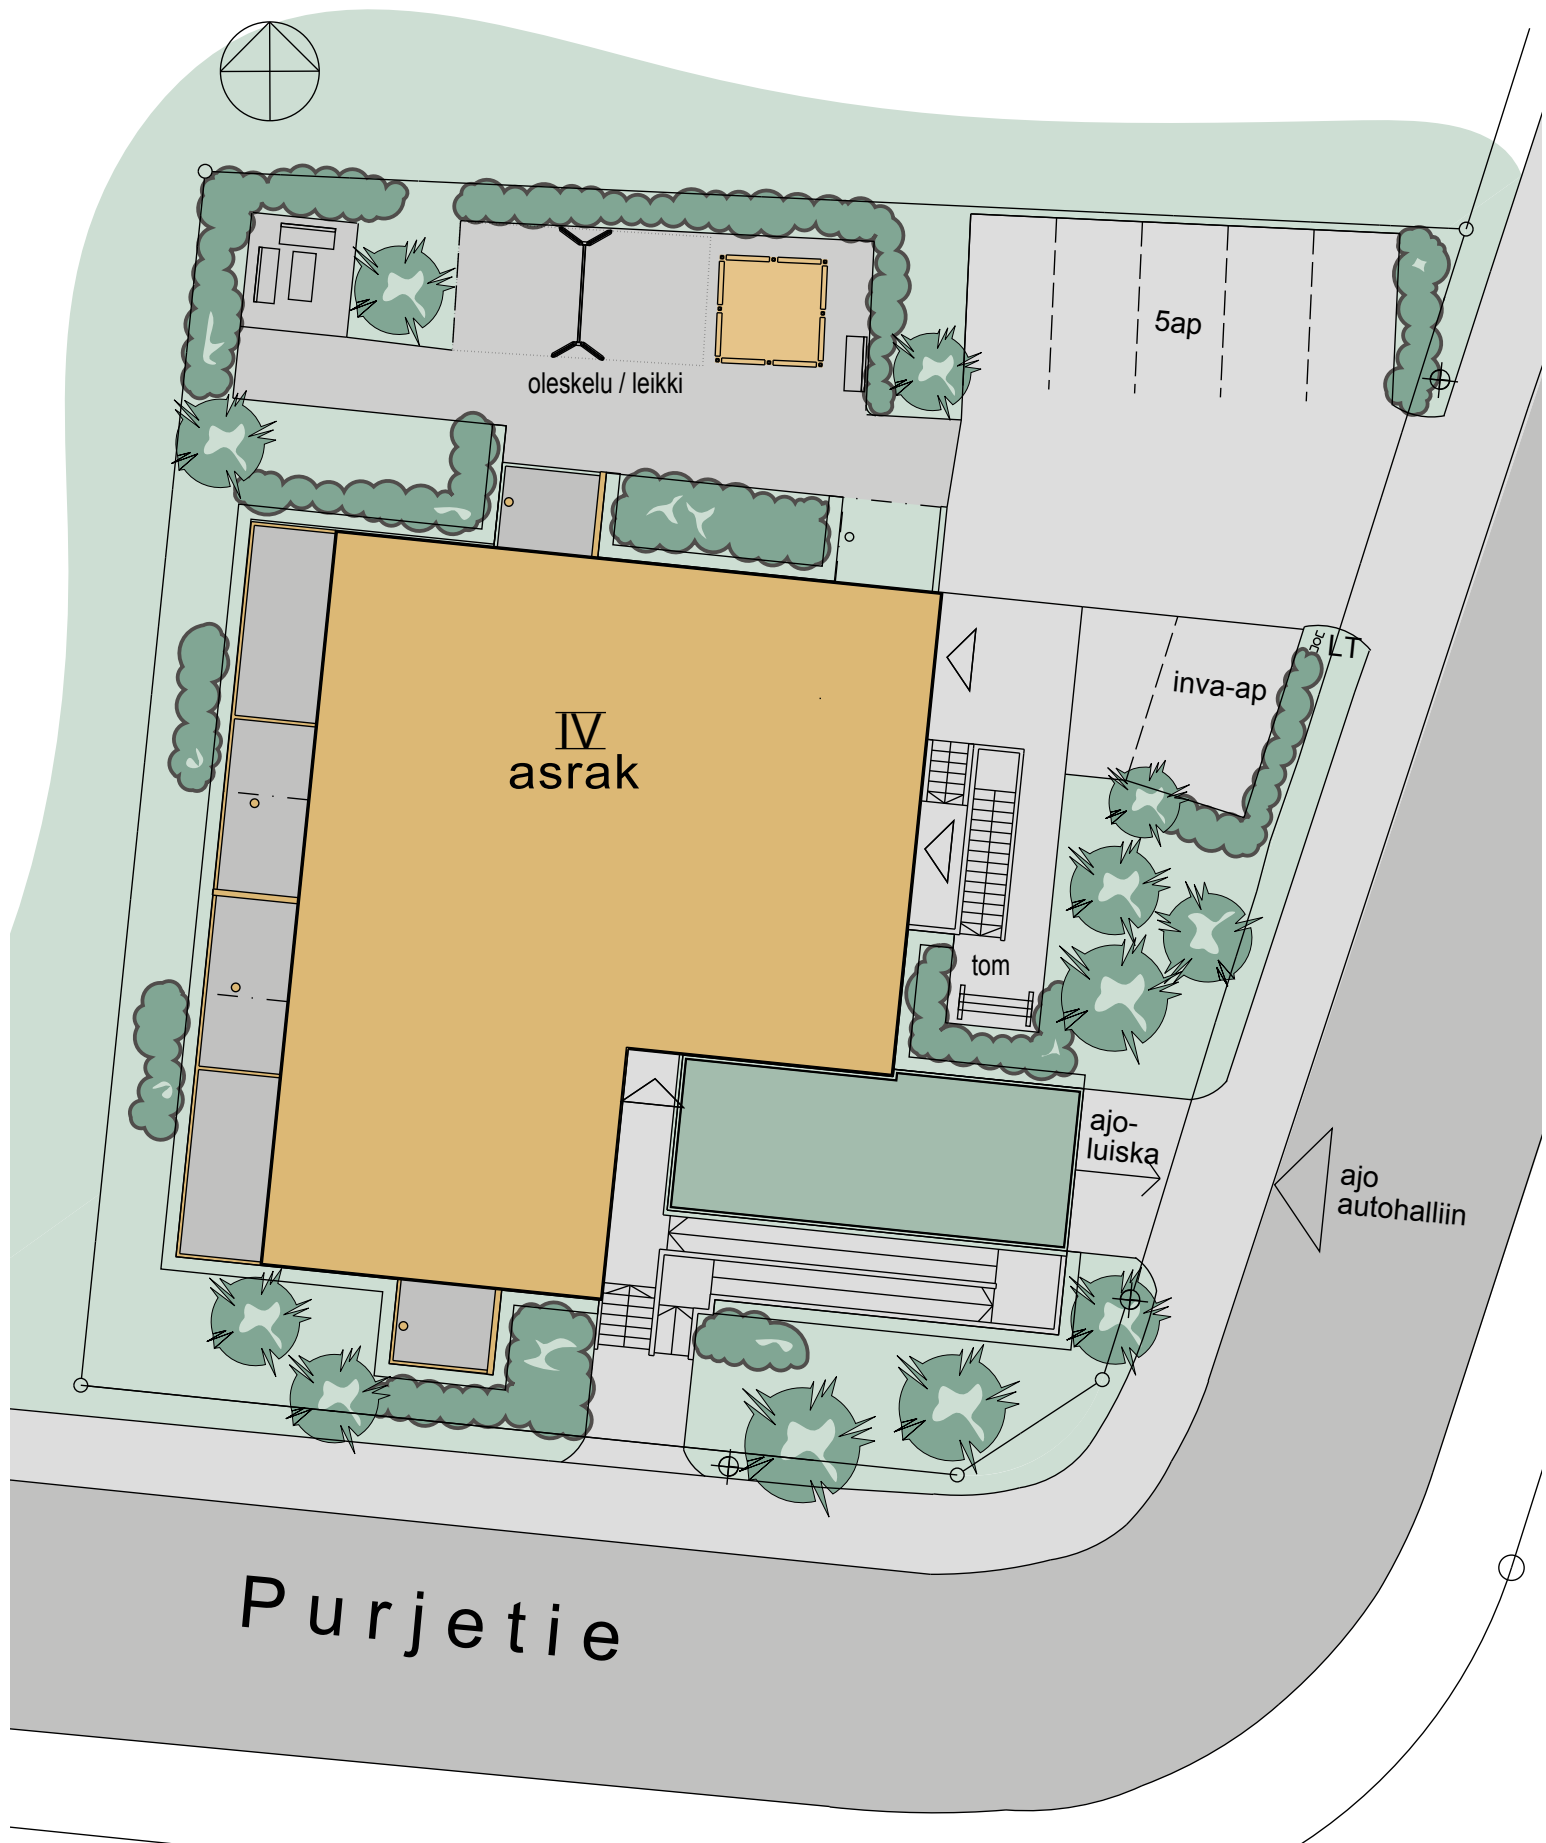 5ap
oleskelu / leikki
LT
inva-ap
IV
asrak
tom
ajo-
luiska
ajo
autohalliin
Purjetie